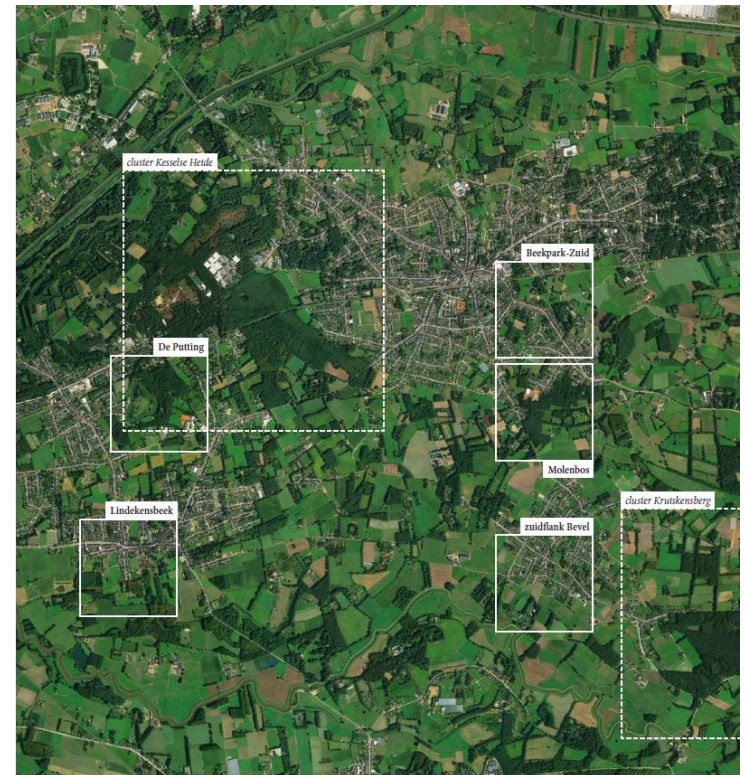 cluster Kesselse Heide
Beekpark-Zuid
De Putting
Molenbos
cluster Kruiskensberg
Lindekensbeek
zuidflank Bevel